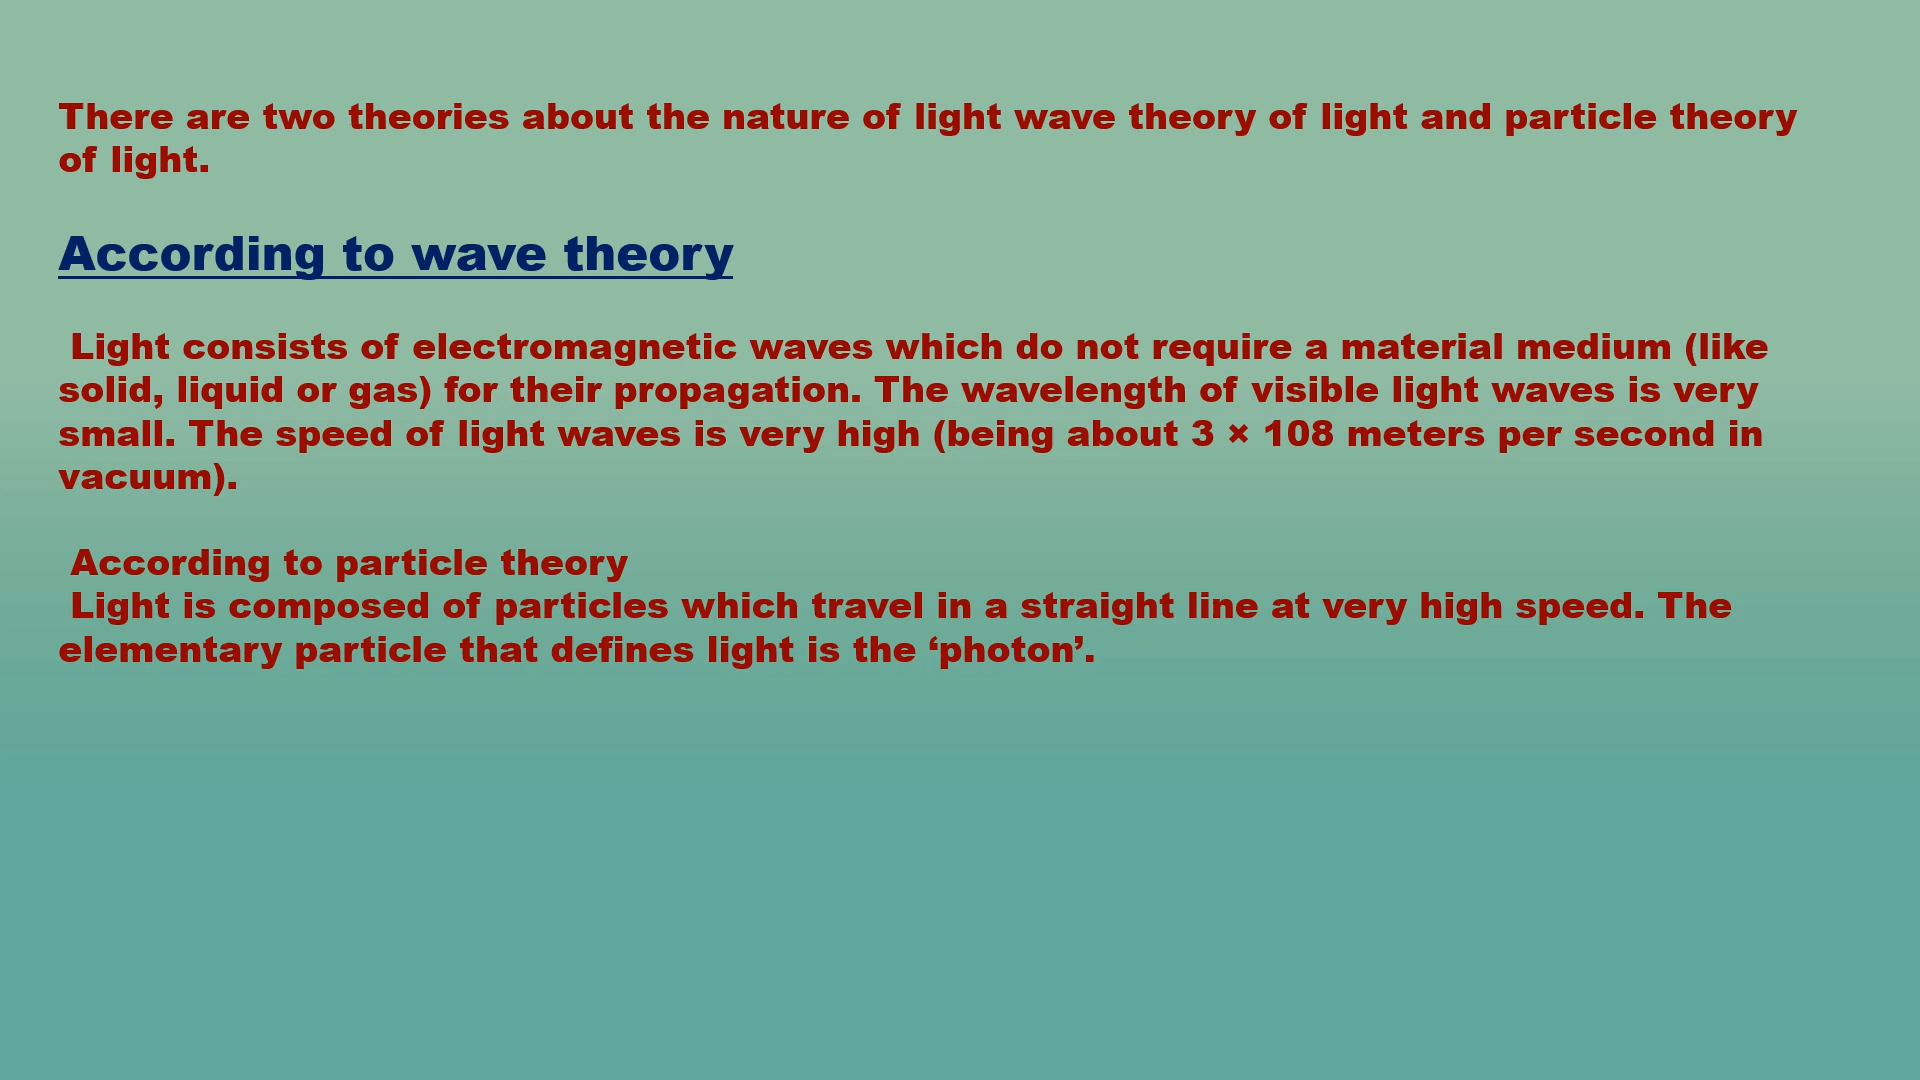 There are two theories about the nature of light wave theory of light and particle theory
of light.
According to wave theory
Light consists of electromagnetic waves which do not require a material medium (like
solid, liquid or gas) for their propagation. The wavelength of visible light waves is very
small. The speed of light waves is very high (being about 3 × 108 meters per second in
vacuum).
According to particle theory
Light is composed of particles which travel in a straight line at very high speed. The
elementary particle that defines light is the ‘photon’.